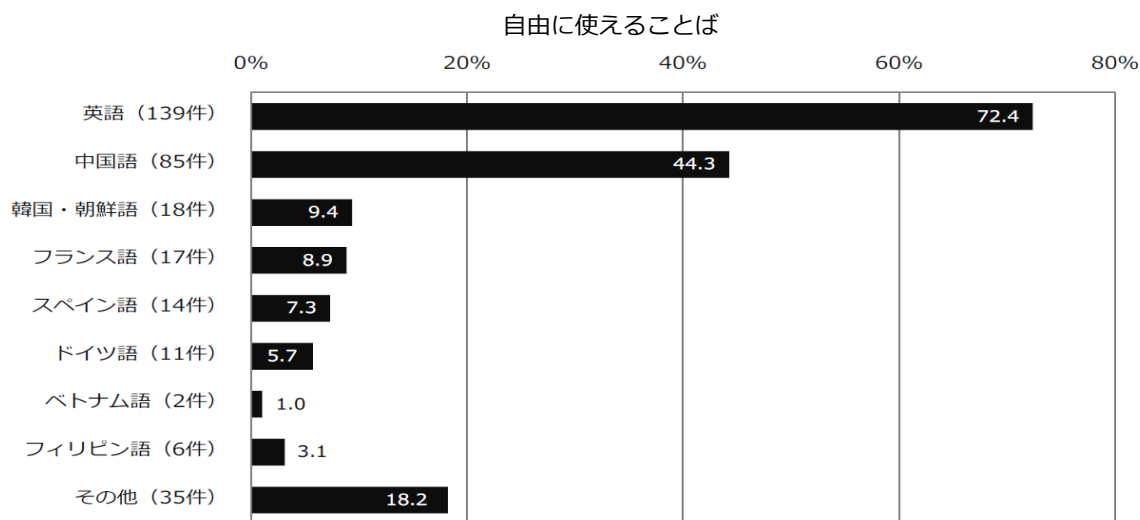 自由に使えることば
0% 20% 40% 60% 80%
英語（139件） 72.4
中国語（85件） 44.3
韓国・朝鮮語（18件） 9.4
フランス語（17件） 8.9
スペイン語（14件） 7.3
ドイツ語（11件） 5.7
ベトナム語（2件） 1.0
フィリピン語（6件） 3.1
その他（35件） 18.2